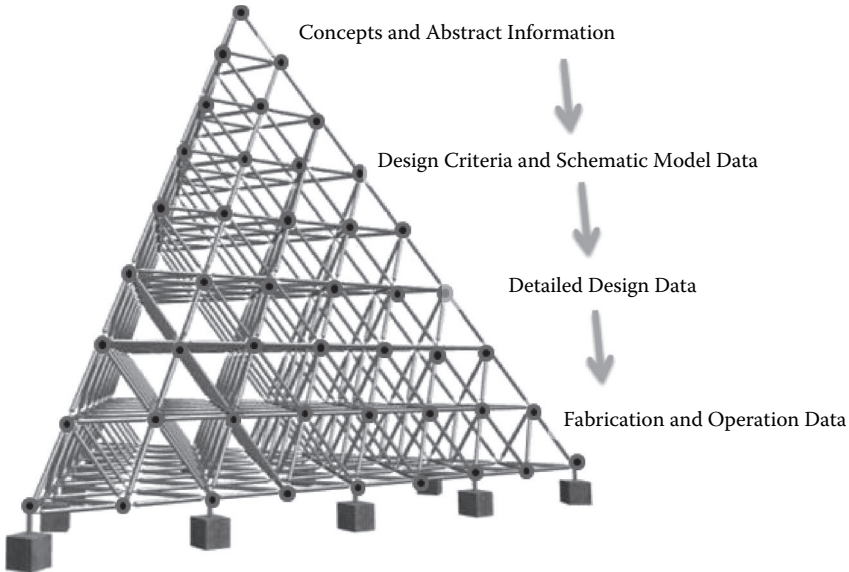 Concepts and Abstract Information
Design Criteria and Schematic Model Data
Detailed Design Data
Fabrication and Operation Data